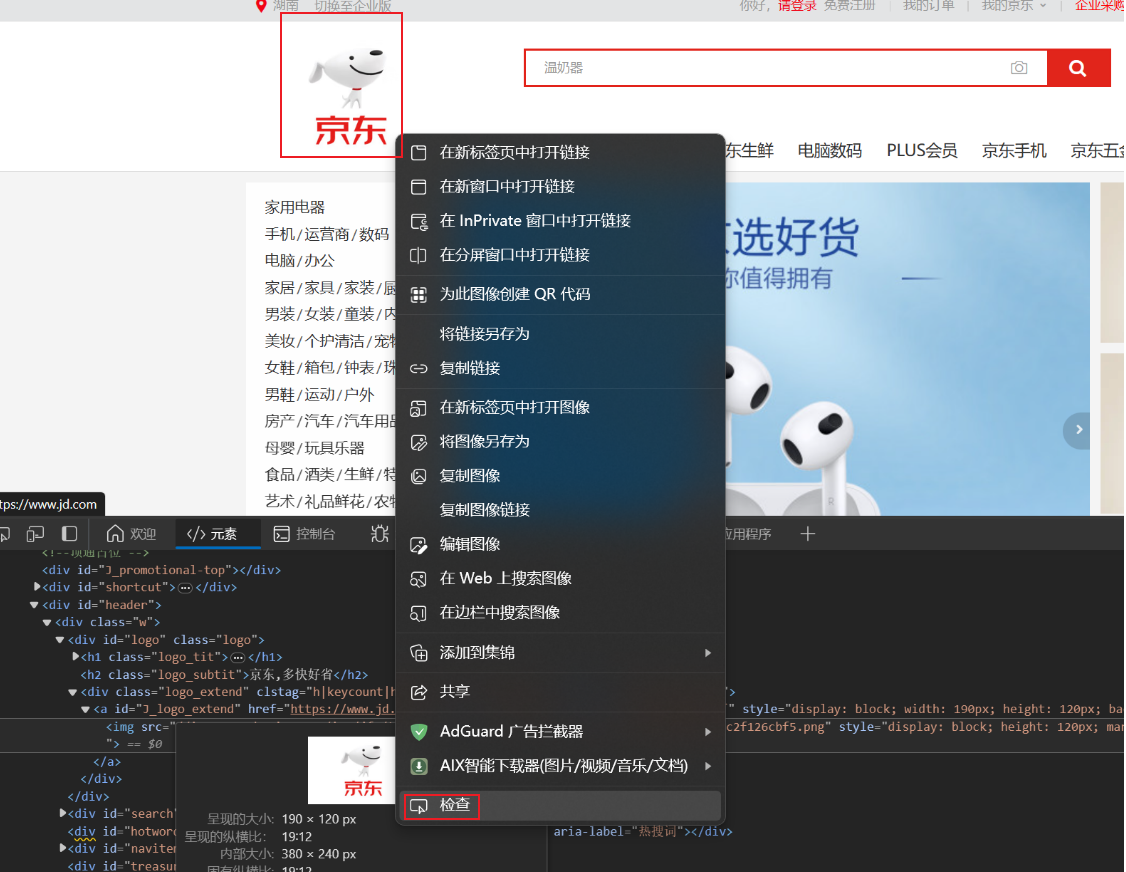 湖南 切换至企业版 你好，请登录 免费注册 我的订单 我的京东 企业采购
京东
温奶器
东生鲜 电脑数码 PLUS会员 京东手机 京东五金
家用电器
手机/运营商/数码
电脑/办公
家居/家具/家装/厨
男装/女装/童装/内
美妆/个护清洁/宠物
女鞋/箱包/钟表/珠
男鞋/运动/户外
房产/汽车/汽车用品
母婴/玩具乐器
食品/酒类/生鲜/特
艺术/礼品鲜花/农牧
选好货
你值得拥有
在新标签页中打开链接
在新窗口中打开链接
在 InPrivate 窗口中打开链接
在分屏窗口中打开链接
为此图像创建 QR 代码
将链接另存为
复制链接
在新标签页中打开图像
将图像另存为
复制图像
复制图像链接
编辑图像
在 Web 上搜索图像
在边栏中搜索图像
添加到集锦
共享
AdGuard 广告拦截器
AIX智能下载器(图片/视频/音乐/文档)
检查
tps://www.jd.com
欢迎 </> 元素 控制台 应用程序
<div id="J_promotional-top"></div>
<div id="shortcut">…</div>
<div id="header">
<div class="w">
<div id="logo" class="logo">
<h1 class="logo_tit">…</h1>
<h2 class="logo_subtit">京东,多快好省</h2>
<div class="logo_extend" clstag="h|keycount|h ">
<a id="J_logo_extend" href="https://www.jd. " style="display: block; width: 190px; height: 120px; bac
<img src=" c2f126cbf5.png" style="display: block; height: 120px; mar
"> == $0
</a>
</div>
</div>
<div id="search"
<div id="hotwor aria-label="热搜词"></div>
<div id="navitem
<div id="treasur
京东
呈现的大小: 190 × 120 px
呈现的纵横比: 19:12
内部大小: 380 × 240 px
固有纵横比: 19:12